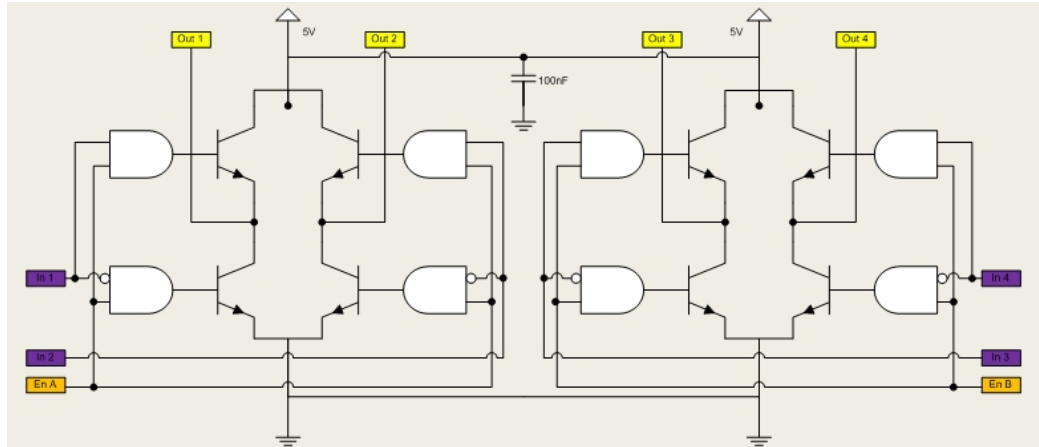 5V
5V
Out 1
Out 2
Out 3
Out 4
100nF
In 1
In 4
In 2
In 3
En A
En B